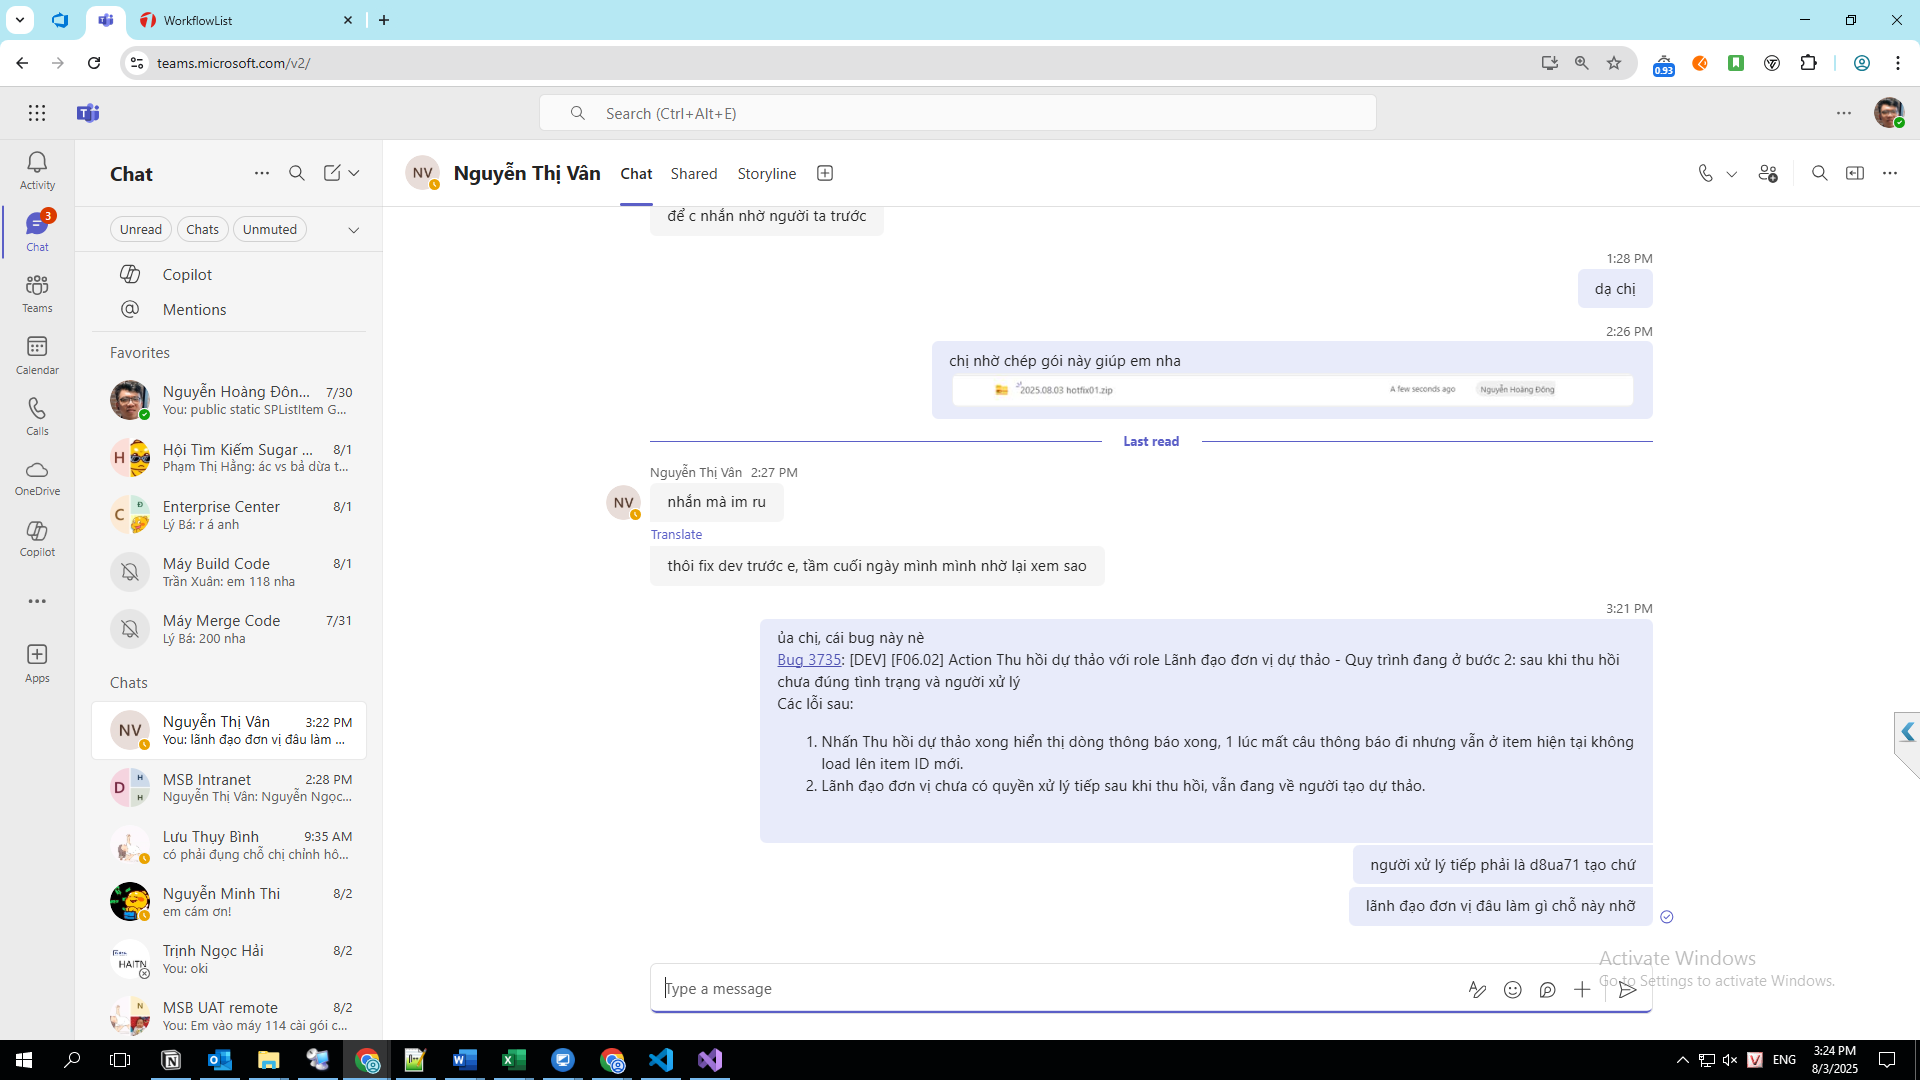 WorkflowList
teams.microsoft.com/v2/
0.93
Search (Ctrl+Alt+E)
Activity
3
Chat
Teams
Calendar
Calls
OneDrive
Copilot
Apps
Chat
Unread
Chats
Unmuted
Copilot
Mentions
Favorites
Nguyễn Hoàng Đôn... 7/30
You: public static SPListItem G...
H
Hội Tìm Kiếm Sugar ... 8/1
Phạm Thị Hằng: ác vs bả dừa t...
C Đ
Enterprise Center 8/1
Lý Bá: r á anh
Máy Build Code 8/1
Trần Xuân: em 118 nha
Máy Merge Code 7/31
Lý Bá: 200 nha
Chats
NV
Nguyễn Thị Vân 3:22 PM
You: lãnh đạo đơn vị đâu làm ...
D H H
MSB Intranet 2:28 PM
Nguyễn Thị Vân: Nguyễn Ngọc...
Lưu Thụy Bình 9:35 AM
có phải đụng chỗ chị chỉnh hô...
Nguyễn Minh Thi 8/2
em cám ơn!
HAITN
Trịnh Ngọc Hải 8/2
You: oki
N
MSB UAT remote 8/2
You: Em vào máy 114 cài gói c...
NV
Nguyễn Thị Vân
Chat
Shared
Storyline
để c nhắn nhờ người ta trước
1:28 PM
dạ chị
2:26 PM
chị nhờ chép gói này giúp em nha
2025.08.03 hotfix01.zip A few seconds ago Nguyễn Hoàng Đông
Last read
Nguyễn Thị Vân 2:27 PM
NV
nhắn mà im ru
Translate
thôi fix dev trước e, tầm cuối ngày mình mình nhờ lại xem sao
3:21 PM
ủa chị, cái bug này nè
Bug 3735: [DEV] [F06.02] Action Thu hồi dự thảo với role Lãnh đạo đơn vị dự thảo - Quy trình đang ở bước 2: sau khi thu hồi
chưa đúng tình trạng và người xử lý
Các lỗi sau:
1. Nhấn Thu hồi dự thảo xong hiển thị dòng thông báo xong, 1 lúc mất câu thông báo đi nhưng vẫn ở item hiện tại không
load lên item ID mới.
2. Lãnh đạo đơn vị chưa có quyền xử lý tiếp sau khi thu hồi, vẫn đang về người tạo dự thảo.
người xử lý tiếp phải là d8ua71 tạo chứ
lãnh đạo đơn vị đâu làm gì chỗ này nhỡ
Type a message
Activate Windows
Go to Settings to activate Windows.
ENG
3:24 PM
8/3/2025